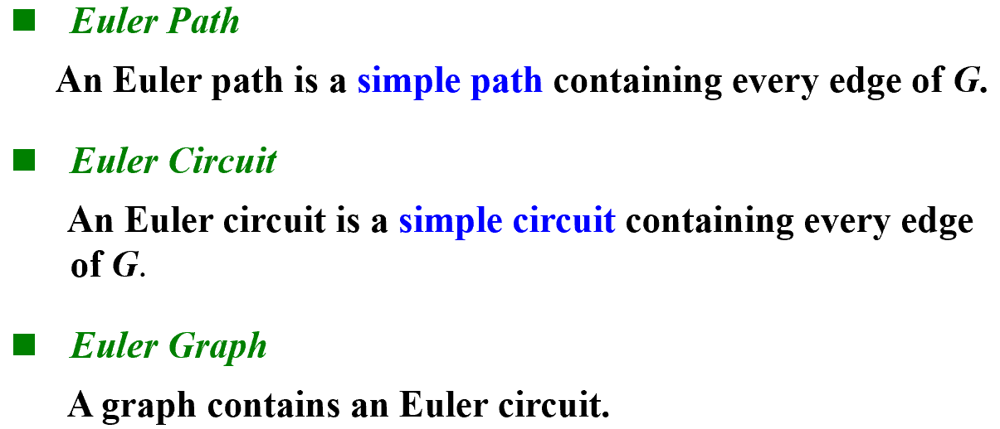 Euler Path
An Euler path is a simple path containing every edge of G.
Euler Circuit
An Euler circuit is a simple circuit containing every edge
of G.
Euler Graph
A graph contains an Euler circuit.